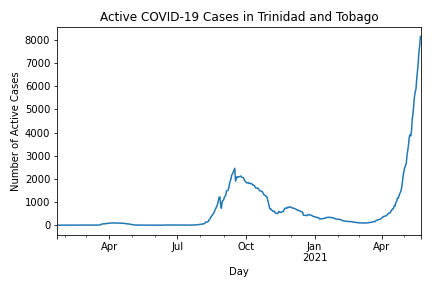 Active COVID-19 Cases in Trinidad and Tobago
Number of Active Cases
8000
7000
6000
5000
4000
3000
2000
1000
0
Apr Jul Oct Jan Apr
2021
Day